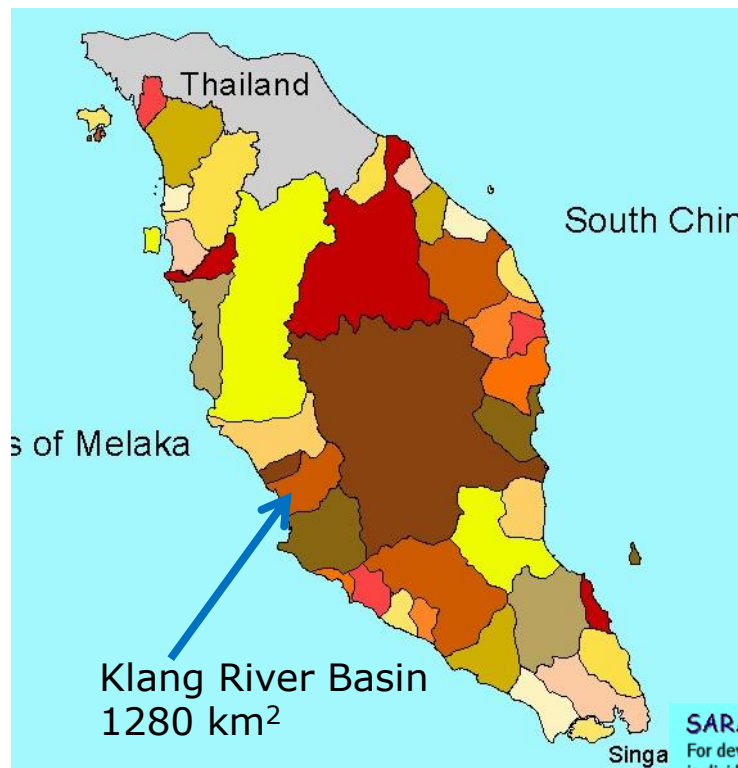 Thailand
South Chin
s of Melaka
Klang River Basin
1280 km²
SAR
Singa
For dev